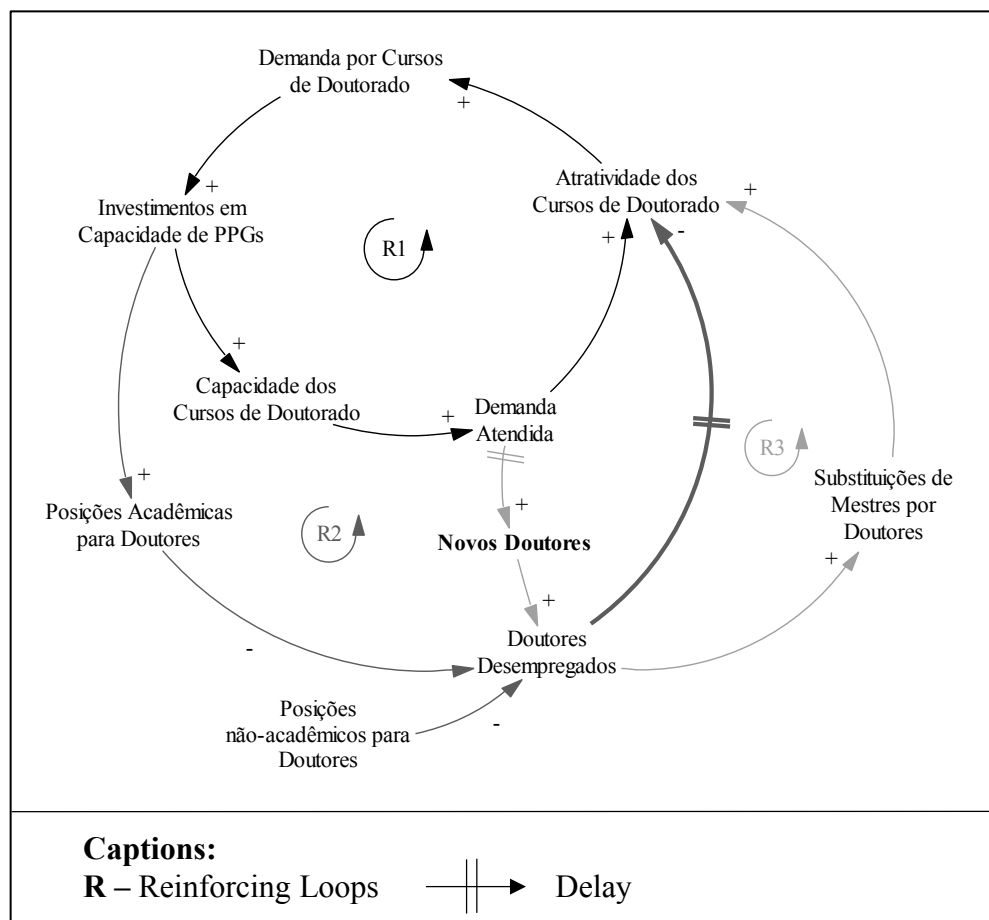 Demanda por Cursos
de Doutorado
+
Atratividade dos
Cursos de Doutorado
+
+
Investimentos em
Capacidade de PPGs
R1
+
-
+
Capacidade dos
Cursos de Doutorado
+
Demanda
Atendida
R3
Substituições de
Mestres por
Doutores
+
Posições Acadêmicas
para Doutores
R2
+
Novos Doutores
+
+
Doutores
Desempregados
-
Posições
não-acadêmicos para
Doutores
-
Captions:
R – Reinforcing Loops
Delay